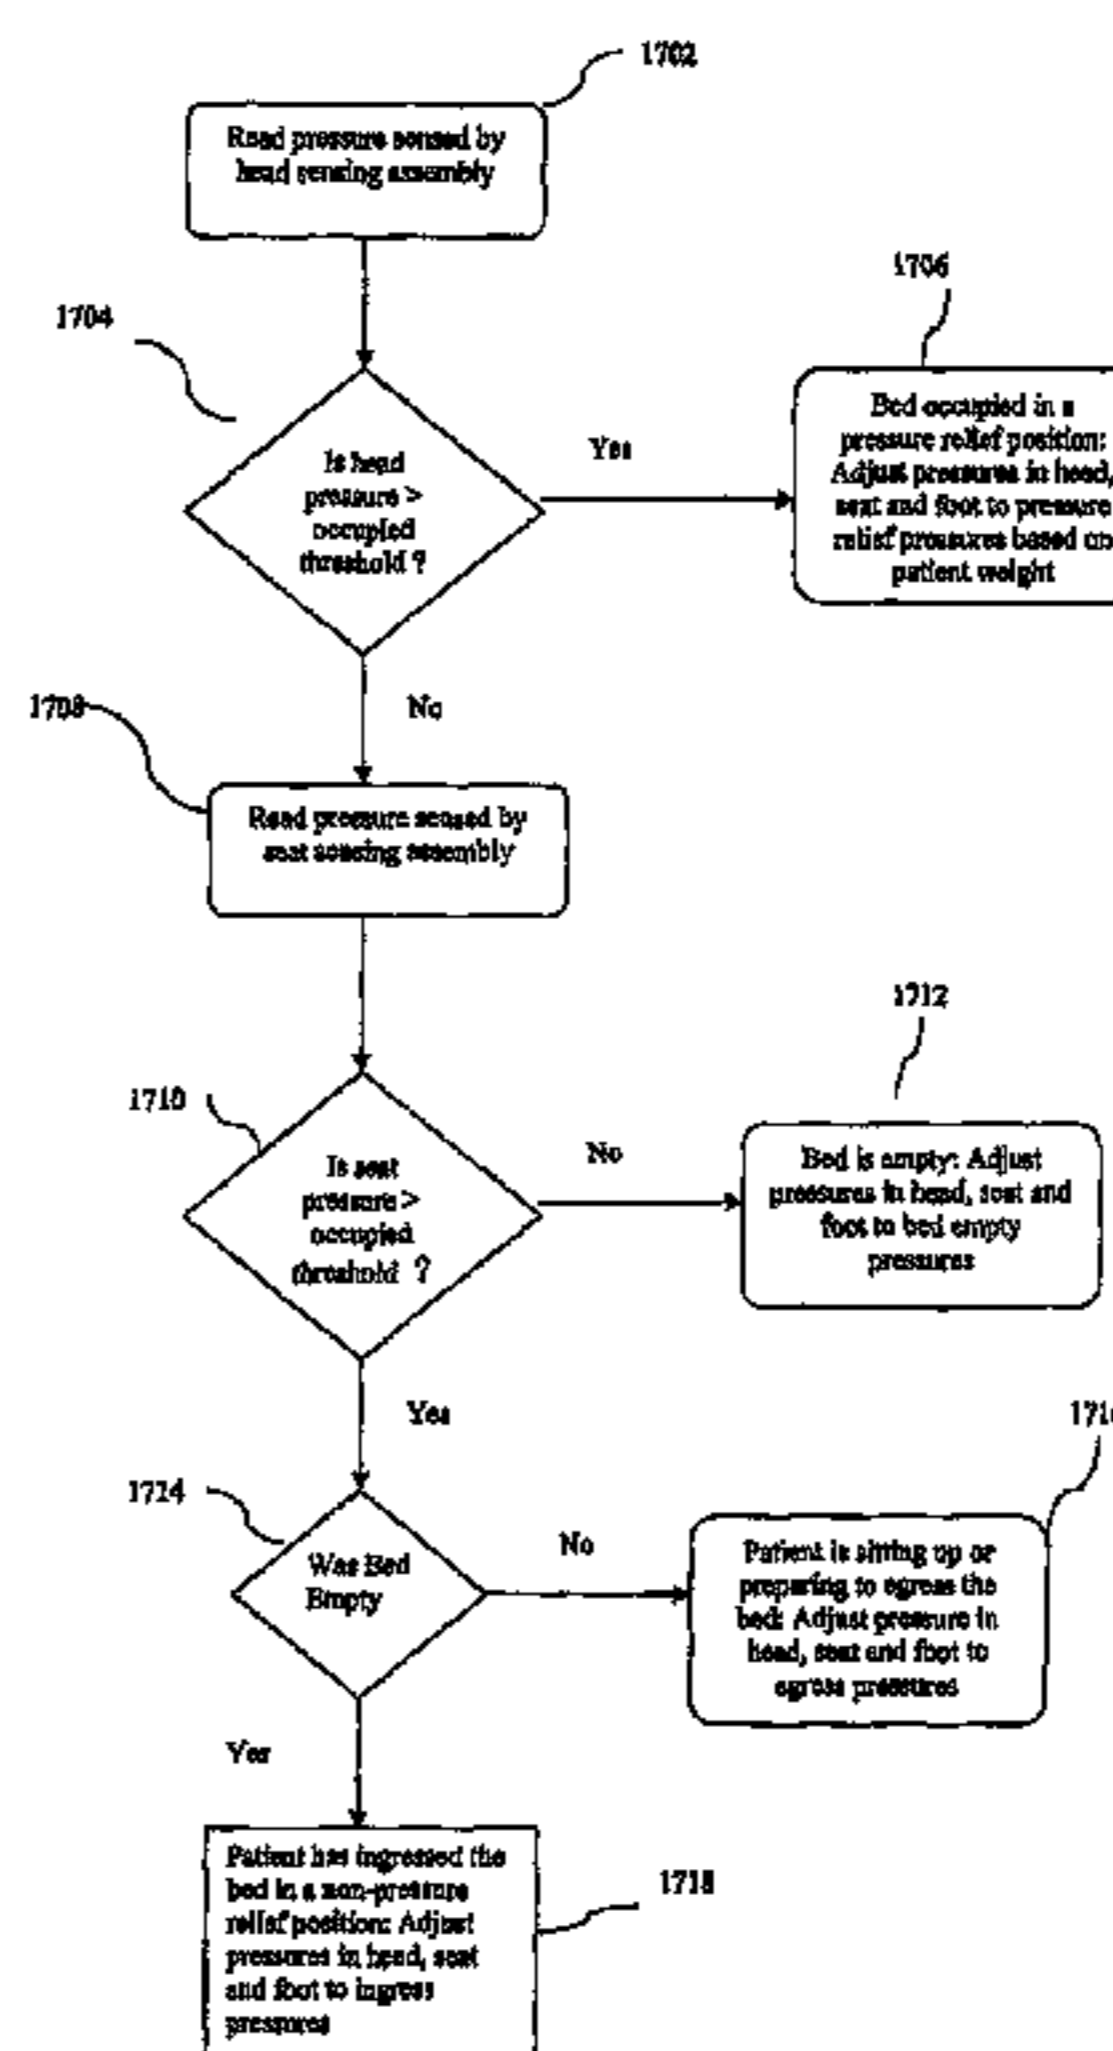 1702
Read pressure sensed by
head sensing assembly
1704
Is head
pressure >
occupied
threshold ?
Yes
1706
Bed occupied in a
pressure relief position:
Adjust pressures in head,
seat and foot to pressure
relief pressures based on
patient weight
No
1708
Read pressure sensed by
seat sensing assembly
1710
Is seat
pressure >
occupied
threshold ?
No
1712
Bed is empty: Adjust
pressures in head, seat and
foot to bed empty
pressures
Yes
1714
Was Bed
Empty
No
Patient is sitting up or
preparing to egress the
bed: Adjust pressure in
head, seat and foot to
egress pressures
Yes
Patient has ingressed the
bed in a non-pressure
relief position: Adjust
pressures in head, seat
and foot to ingress
pressures
1718